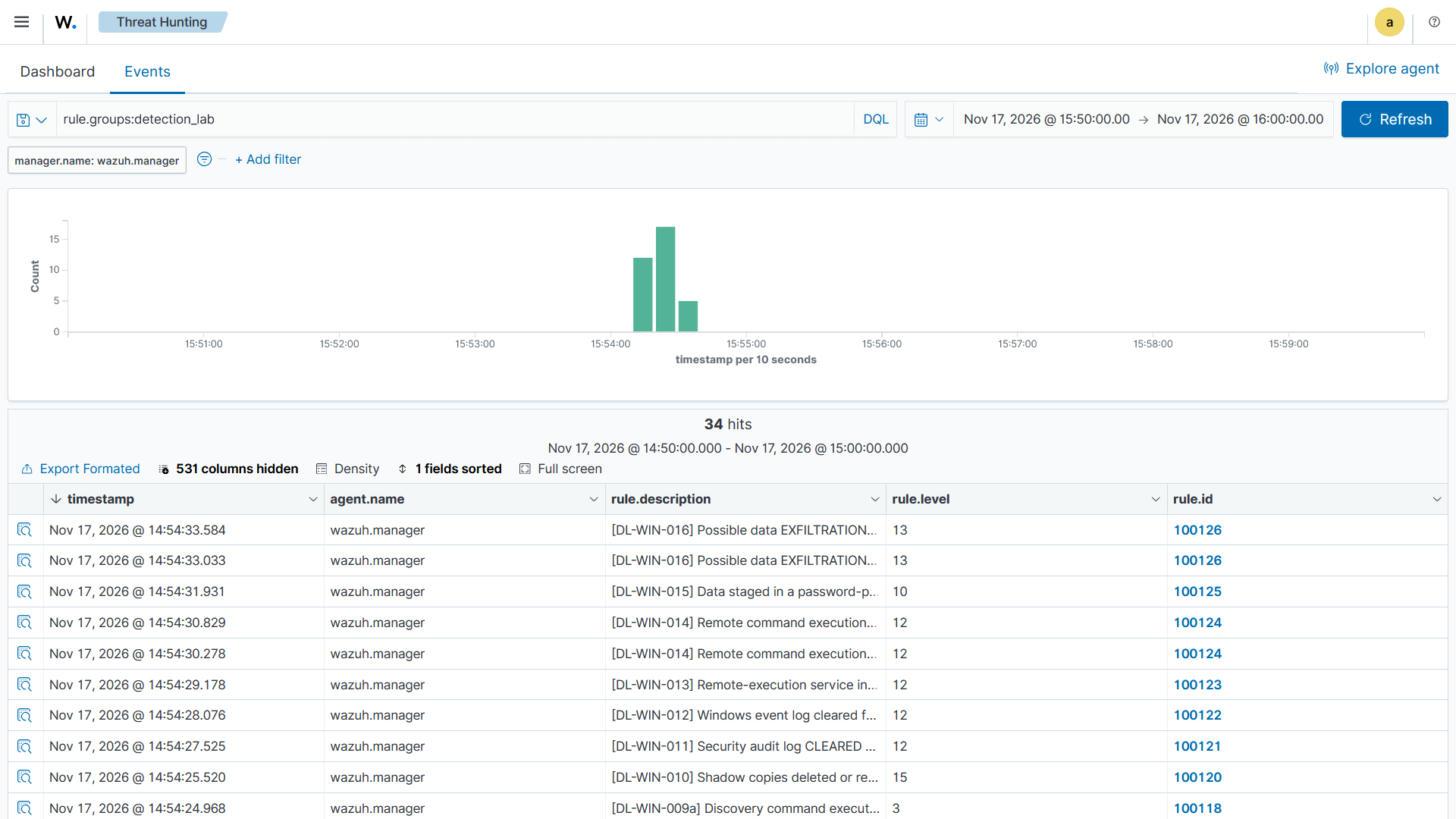 W. Threat Hunting a
Dashboard Events Explore agent
rule.groups:detection_lab DQL Nov 17, 2026 @ 15:50:00.00 → Nov 17, 2026 @ 16:00:00.00 Refresh
manager.name: wazuh.manager + Add filter
Count
15
10
5
0
15:51:00 15:52:00 15:53:00 15:54:00 15:55:00 15:56:00 15:57:00 15:58:00 15:59:00
timestamp per 10 seconds
34 hits
Nov 17, 2026 @ 14:50:00.000 - Nov 17, 2026 @ 15:00:00.000
Export Formated 531 columns hidden Density 1 fields sorted Full screen
timestamp agent.name rule.description rule.level rule.id
Nov 17, 2026 @ 14:54:33.584 wazuh.manager [DL-WIN-016] Possible data EXFILTRATION... 13 100126
Nov 17, 2026 @ 14:54:33.033 wazuh.manager [DL-WIN-016] Possible data EXFILTRATION... 13 100126
Nov 17, 2026 @ 14:54:31.931 wazuh.manager [DL-WIN-015] Data staged in a password-p... 10 100125
Nov 17, 2026 @ 14:54:30.829 wazuh.manager [DL-WIN-014] Remote command execution... 12 100124
Nov 17, 2026 @ 14:54:30.278 wazuh.manager [DL-WIN-014] Remote command execution... 12 100124
Nov 17, 2026 @ 14:54:29.178 wazuh.manager [DL-WIN-013] Remote-execution service in... 12 100123
Nov 17, 2026 @ 14:54:28.076 wazuh.manager [DL-WIN-012] Windows event log cleared f... 12 100122
Nov 17, 2026 @ 14:54:27.525 wazuh.manager [DL-WIN-011] Security audit log CLEARED ... 12 100121
Nov 17, 2026 @ 14:54:25.520 wazuh.manager [DL-WIN-010] Shadow copies deleted or re... 15 100120
Nov 17, 2026 @ 14:54:24.968 wazuh.manager [DL-WIN-009a] Discovery command execut... 3 100118